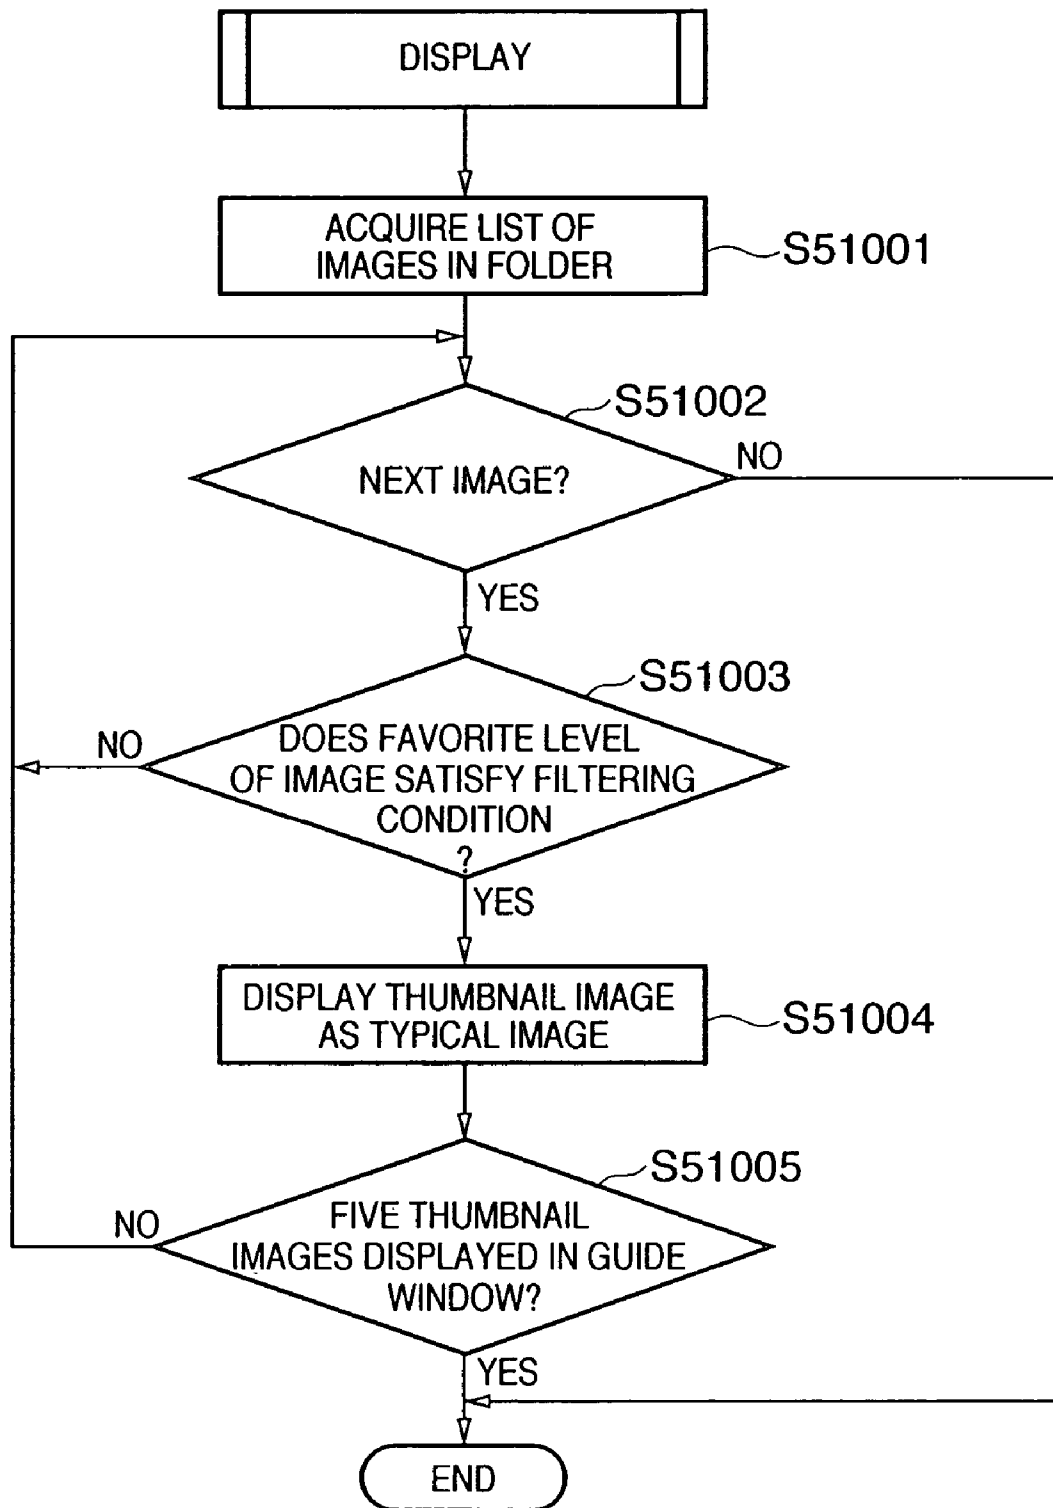 DISPLAY
ACQUIRE LIST OF
IMAGES IN FOLDER
S51001
S51002
NEXT IMAGE?
NO
YES
S51003
DOES FAVORITE LEVEL
OF IMAGE SATISFY FILTERING
CONDITION
?
NO
YES
DISPLAY THUMBNAIL IMAGE
AS TYPICAL IMAGE
S51004
S51005
FIVE THUMBNAIL
IMAGES DISPLAYED IN GUIDE
WINDOW?
NO
YES
END